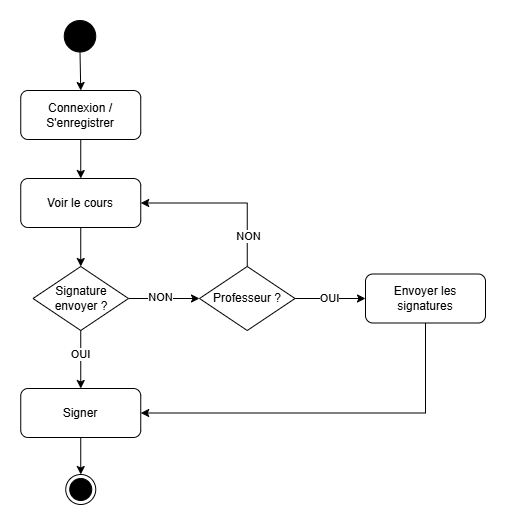 Connexion /
S'enregistrer
Voir le cours
NON
Signature
envoyer ?
NON
Professeur ?
OUI
Envoyer les
signatures
OUI
Signer